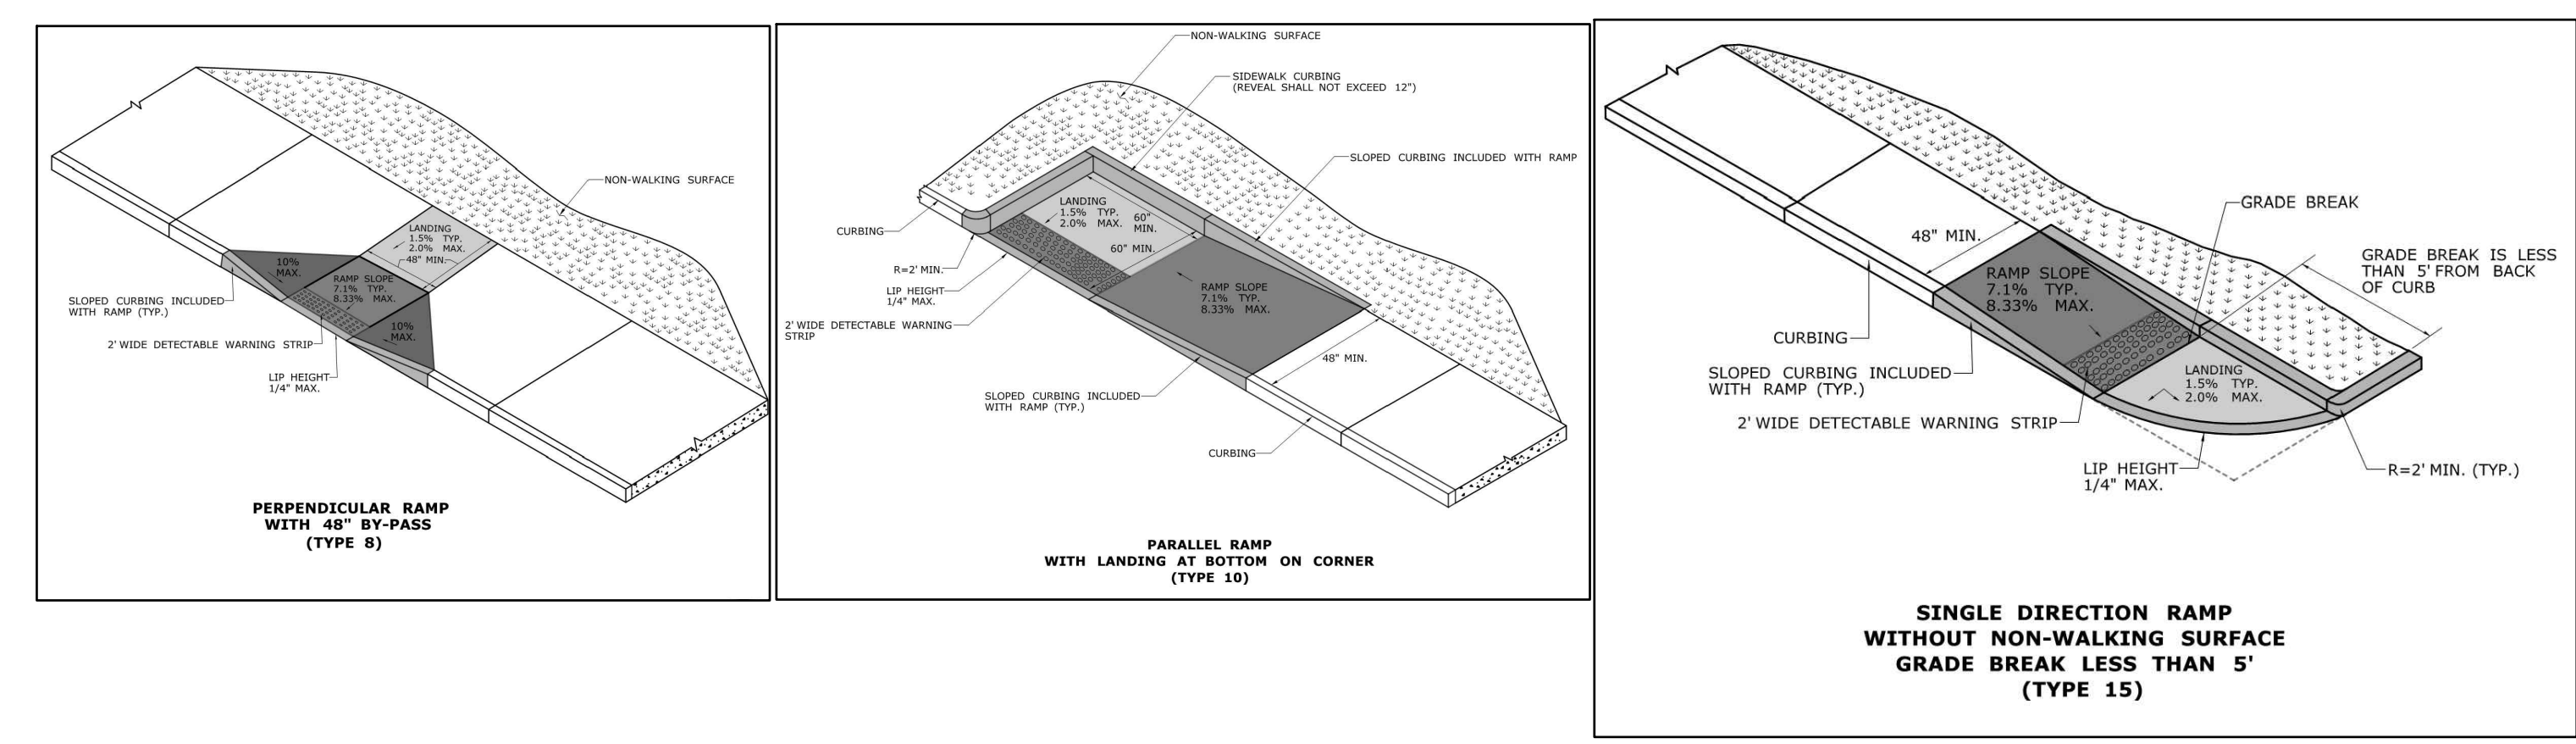 NON-WALKING SURFACE
10%
MAX.
LANDING
1.5% TYP.
2.0% MAX.
48" MIN.
RAMP SLOPE
7.1% TYP.
8.33% MAX.
10%
MAX.
SLOPED CURBING INCLUDED
WITH RAMP (TYP.)
2' WIDE DETECTABLE WARNING STRIP
LIP HEIGHT
1/4" MAX.
PERPENDICULAR RAMP
WITH 48" BY-PASS
(TYPE 8)
NON-WALKING SURFACE
SIDEWALK CURBING
(REVEAL SHALL NOT EXCEED 12")
SLOPED CURBING INCLUDED WITH RAMP
LANDING
1.5% TYP.
2.0% MAX.
60"
MIN.
60" MIN.
CURBING
R=2' MIN.
LIP HEIGHT
1/4" MAX.
RAMP SLOPE
7.1% TYP.
8.33% MAX.
2' WIDE DETECTABLE WARNING
STRIP
48" MIN.
SLOPED CURBING INCLUDED
WITH RAMP (TYP.)
CURBING
PARALLEL RAMP
WITH LANDING AT BOTTOM ON CORNER
(TYPE 10)
GRADE BREAK
48" MIN.
GRADE BREAK IS LESS
THAN 5' FROM BACK
OF CURB
RAMP SLOPE
7.1% TYP.
8.33% MAX.
CURBING
SLOPED CURBING INCLUDED
WITH RAMP (TYP.)
LANDING
1.5% TYP.
2.0% MAX.
2' WIDE DETECTABLE WARNING STRIP
LIP HEIGHT
1/4" MAX.
R=2' MIN. (TYP.)
SINGLE DIRECTION RAMP
WITHOUT NON-WALKING SURFACE
GRADE BREAK LESS THAN 5'
(TYPE 15)